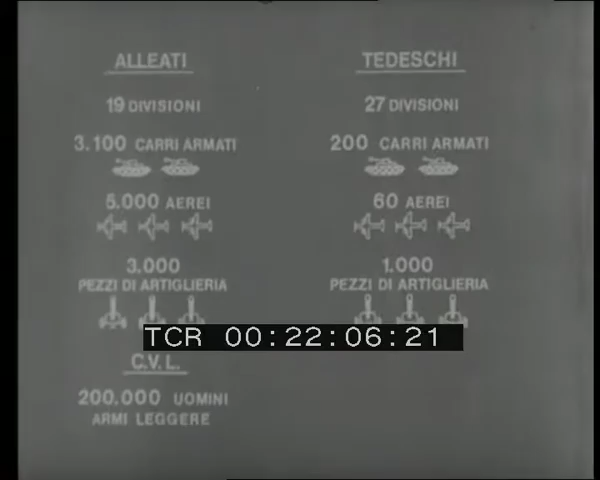 ALLEATI
19 DIVISIONI
3.100 CARRI ARMATI
5.000 AEREI
3.000
PEZZI DI ARTIGLIERIA
C.V.L.
200.000 UOMINI
ARMI LEGGERE
TEDESCHI
27 DIVISIONI
200 CARRI ARMATI
60 AEREI
1.000
PEZZI DI ARTIGLIERIA
TCR 00:22:06:21